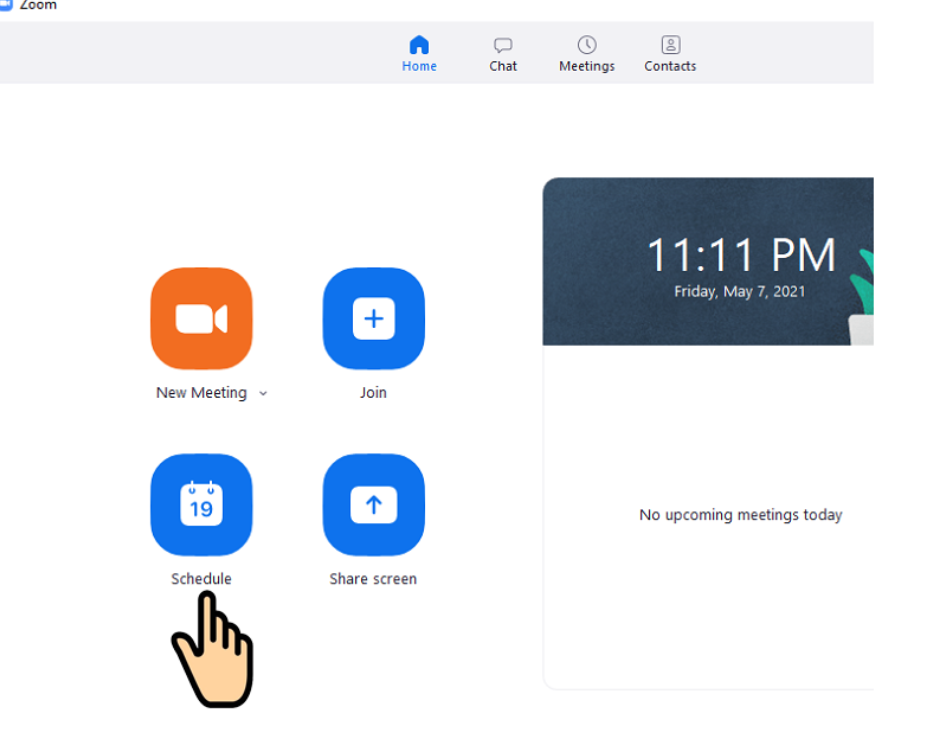 Zoom
Home Chat Meetings Contacts
11:11 PM
Friday, May 7, 2021
New Meeting
Join
19
Schedule
Share screen
No upcoming meetings today